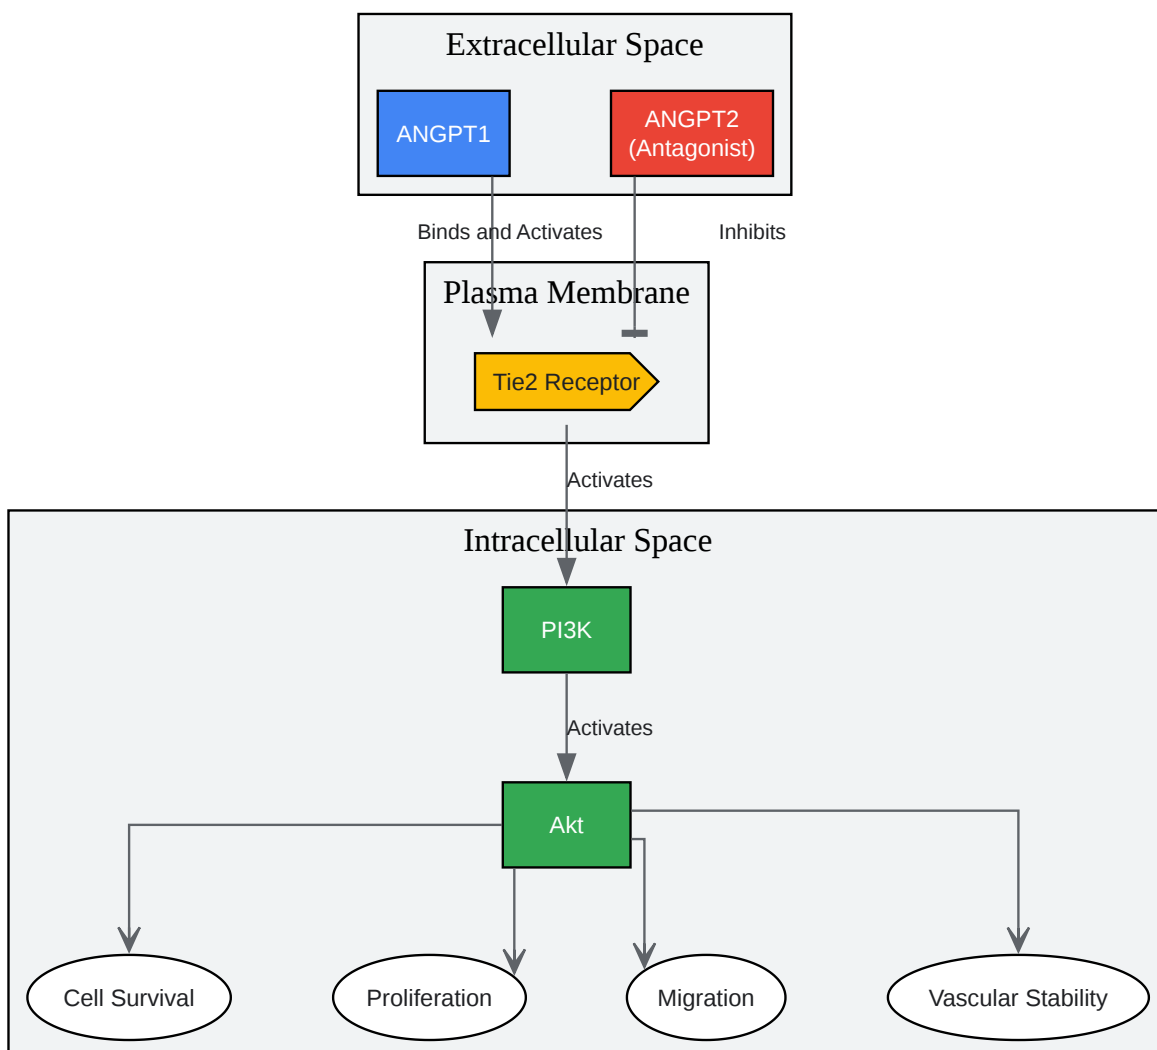 Extracellular Space
ANGPT1
ANGPT2
(Antagonist)
Binds and Activates
Inhibits
Plasma Membrane
Tie2 Receptor
Activates
Intracellular Space
PI3K
Activates
Akt
Cell Survival
Proliferation
Migration
Vascular Stability